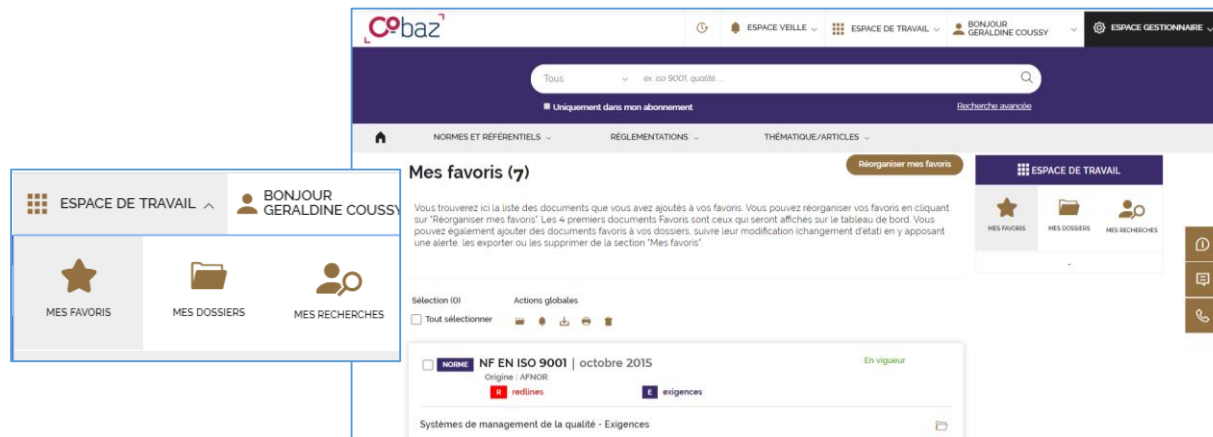 Cobaz
ESPACE VEILLE
ESPACE DE TRAVAIL
BONJOUR
GERALDINE COUSSY
ESPACE GESTIONNAIRE
Tous
ex: iso 9001, qualité, ...
Uniquement dans mon abonnement
Recherche avancée
NORMES ET RÉFÉRENTIELS
RÉGLEMENTATIONS
THÉMATIQUE/ARTICLES
Mes favoris (7)
Réorganiser mes favoris
Vous trouverez ici la liste des documents que vous avez ajoutés à vos favoris. Vous pouvez réorganiser vos favoris en cliquant
sur "Réorganiser mes favoris". Les 4 premiers documents Favoris sont ceux qui seront affichés sur le tableau de bord. Vous
pouvez également ajouter des documents favoris à vos dossiers, suivre leur modification (changement d'état) en y apposant
une alerte, les exporter ou les supprimer de la section "Mes favoris"
ESPACE DE TRAVAIL
MES FAVORIS
MES DOSSIERS
MES RECHERCHES
-
Sélection (0)
Actions globales
Tout sélectionner
NORME
NF EN ISO 9001 | octobre 2015
En vigueur
Origine : AFNOR
R redlines
E exigences
Systèmes de management de la qualité - Exigences
ESPACE DE TRAVAIL
BONJOUR
GERALDINE COUSSY
MES FAVORIS
MES DOSSIERS
MES RECHERCHES